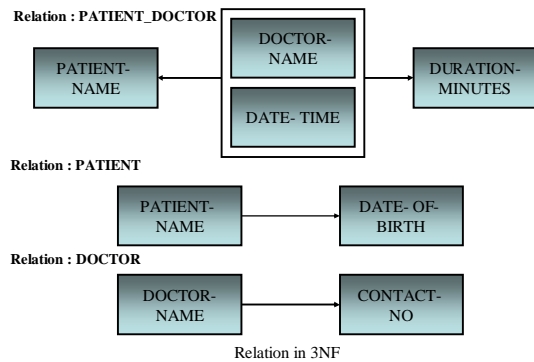 Relation : PATIENT_DOCTOR
PATIENT-
NAME
DOCTOR-
NAME
DATE- TIME
DURATION-
MINUTES
Relation : PATIENT
PATIENT-
NAME
DATE- OF-
BIRTH
Relation : DOCTOR
DOCTOR-
NAME
CONTACT-
NO
Relation in 3NF